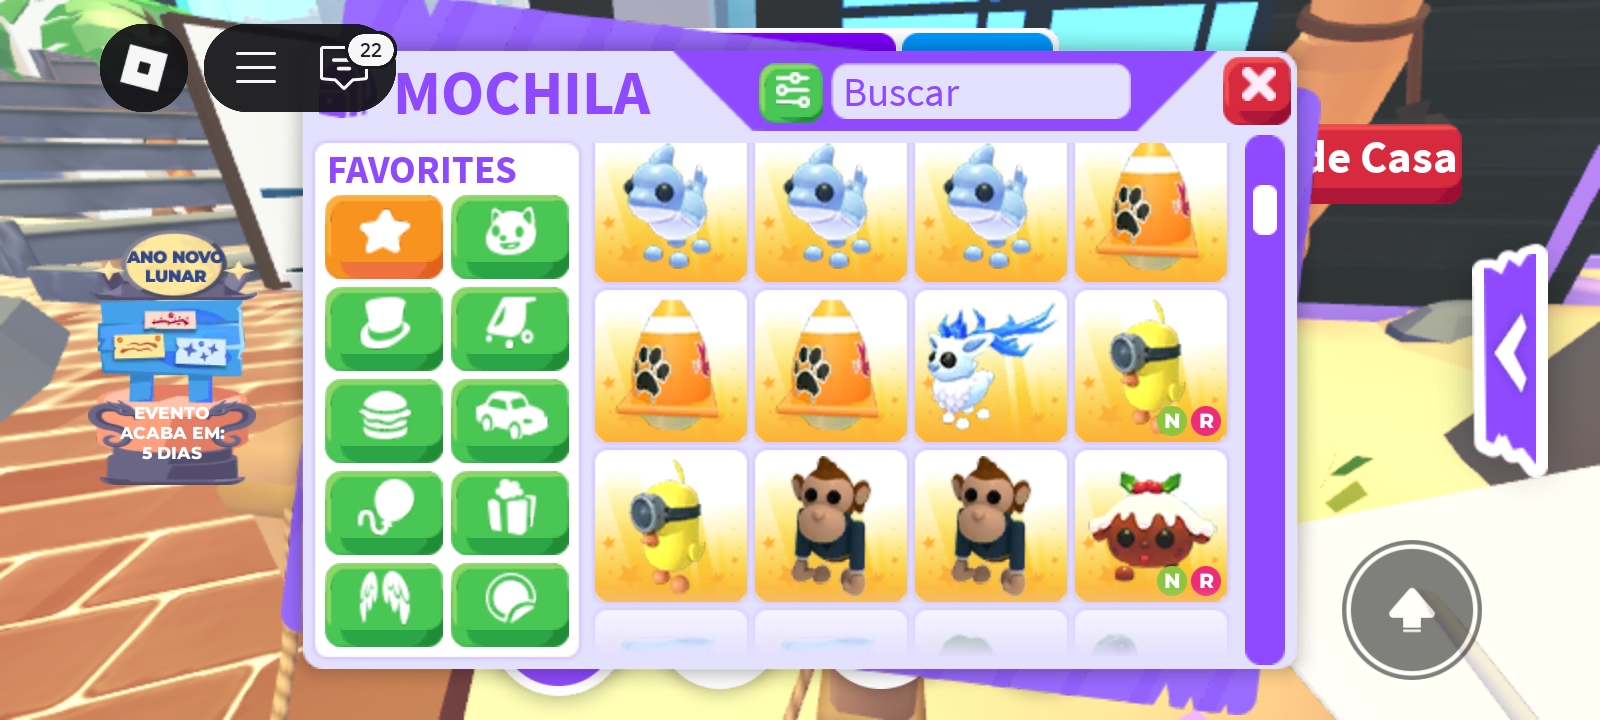 22
MOCHILA
Buscar
FAVORITES
de Casa
ANO NOVO
LUNAR
EVENTO
ACABA EM:
5 DIAS
N R
N R